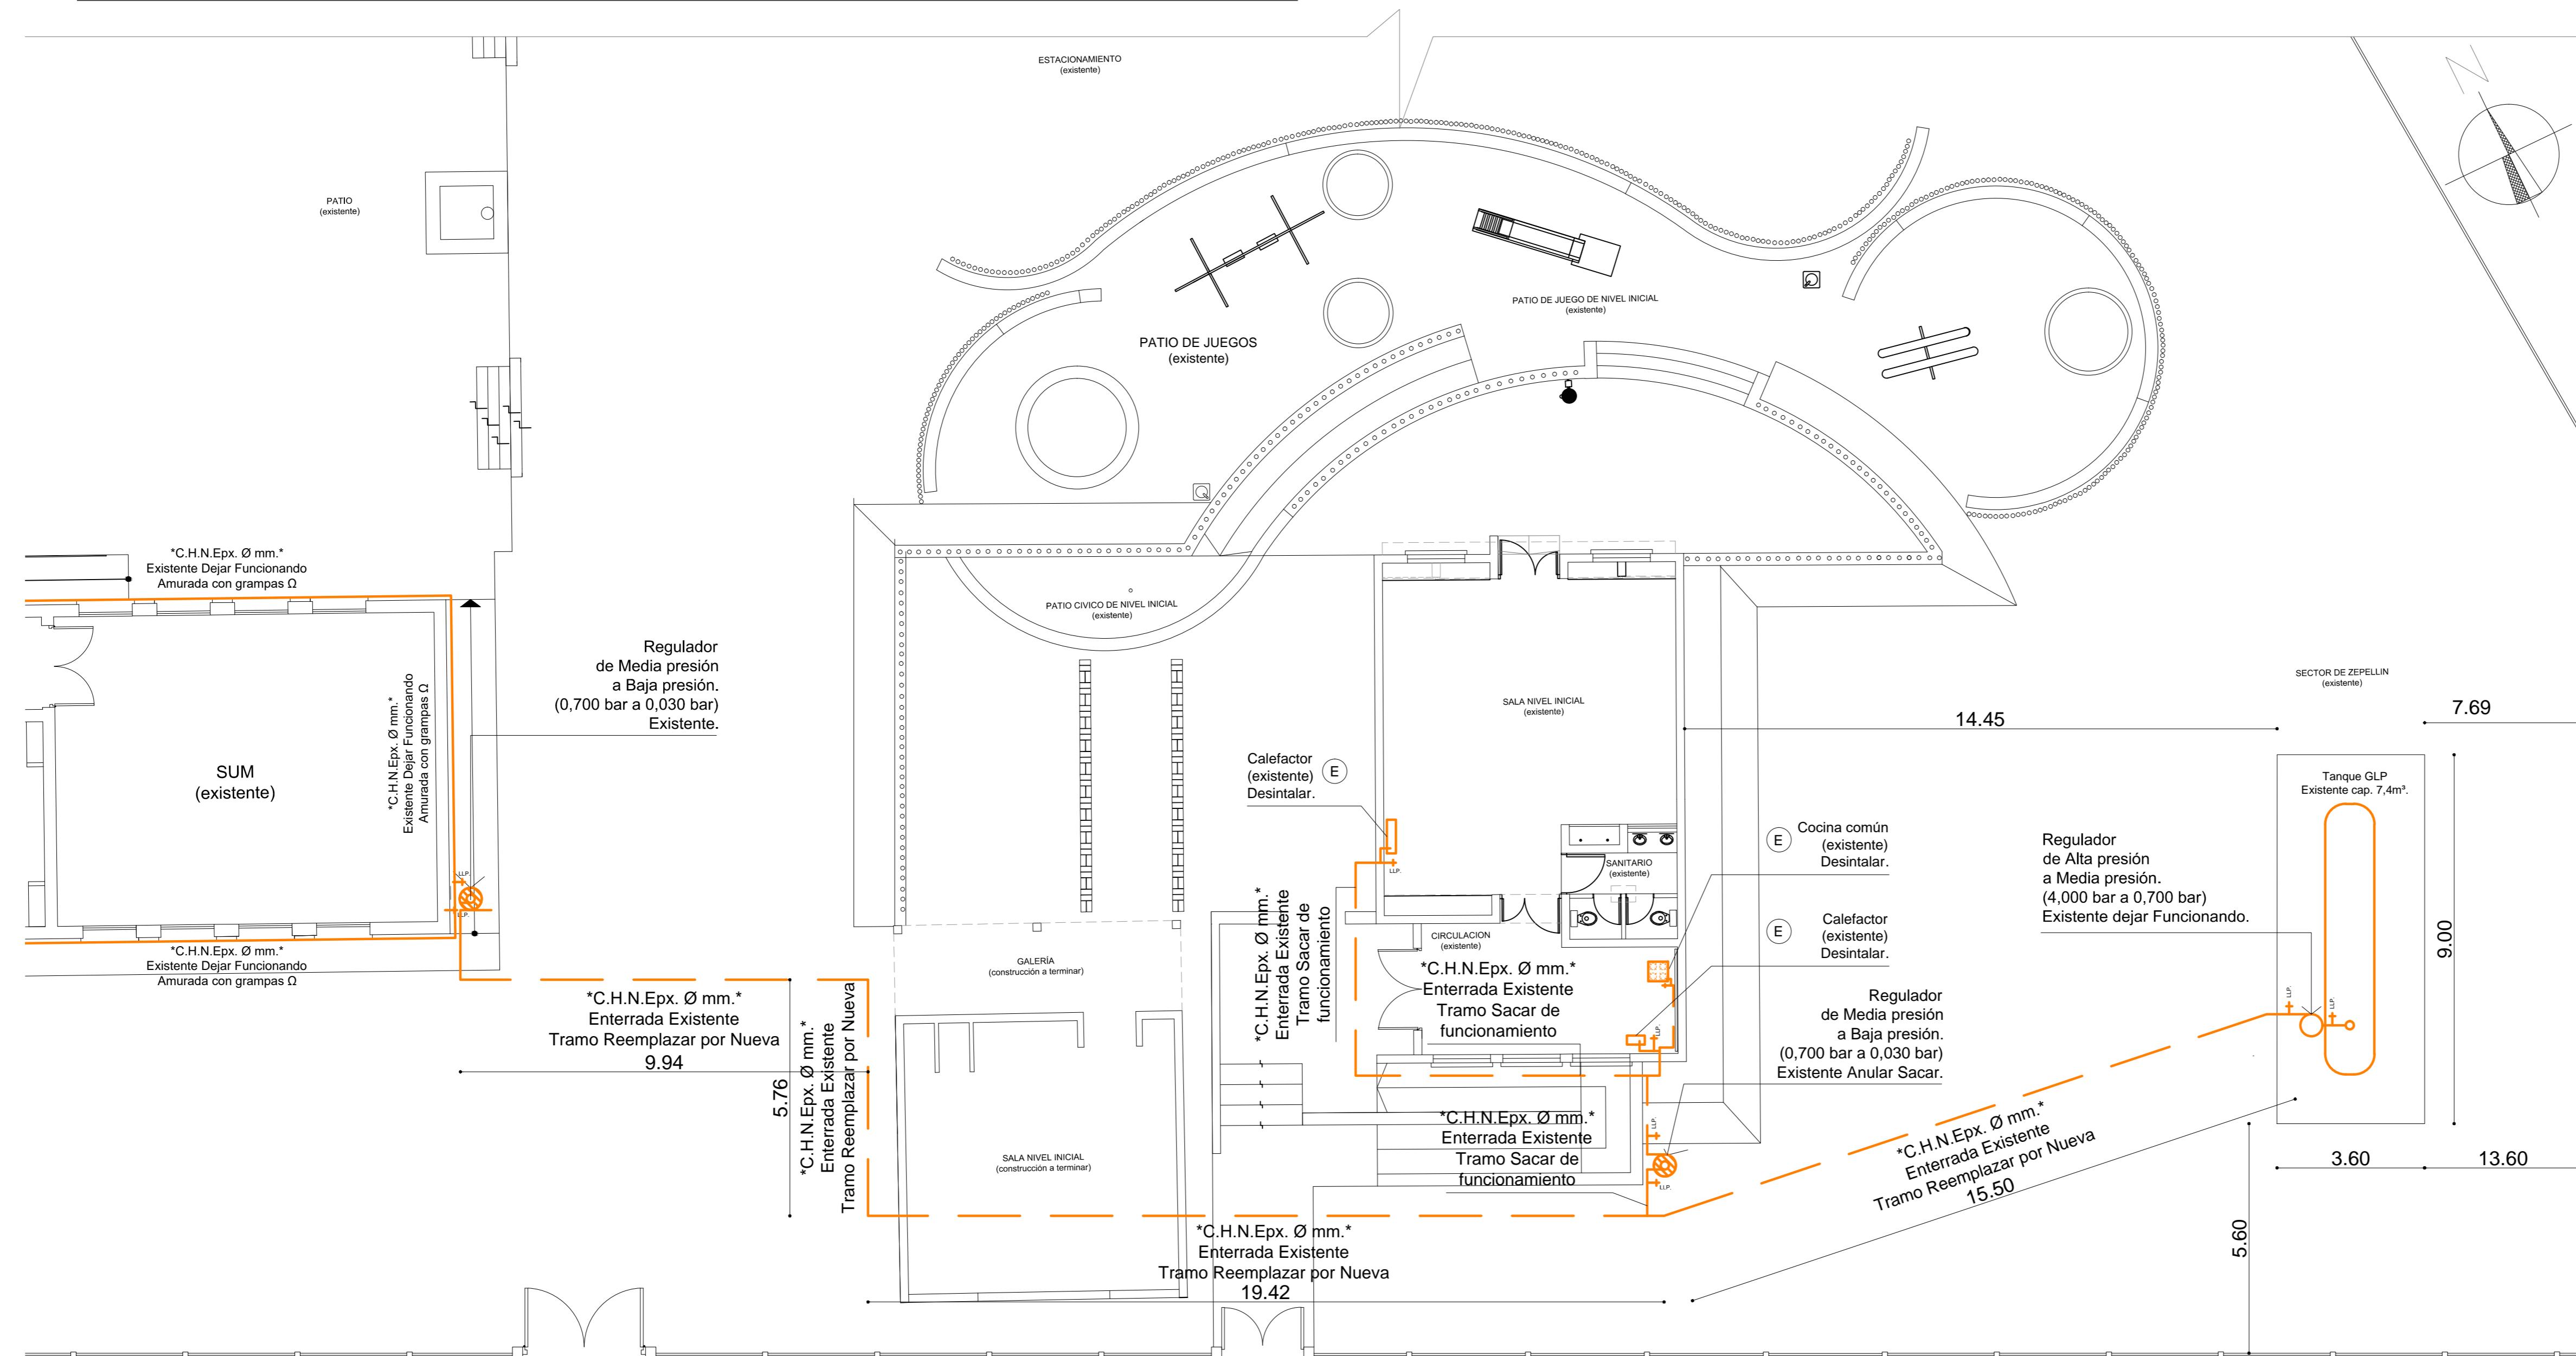 ESTACIONAMIENTO
(existente)
N
PATIO
(existente)
PATIO DE JUEGO DE NIVEL INICIAL
(existente)
PATIO DE JUEGOS
(existente)
*C.H.N.Epx. Ø mm.*
Existente Dejar Funcionando
Amurada con grampas Ω
PATIO CIVICO DE NIVEL INICIAL
(existente)
Regulador
de Media presión
a Baja presión.
(0,700 bar a 0,030 bar)
Existente.
*C.H.N.Epx. Ø mm.*
Existente Dejar Funcionando
Amurada con grampas Ω
SUM
(existente)
L.L.P.
L.L.P.
*C.H.N.Epx. Ø mm.*
Existente Dejar Funcionando
Amurada con grampas Ω
SALA NIVEL INICIAL
(existente)
SECTOR DE ZEPELLIN
(existente)
14.45
7.69
Calefactor
(existente)
Desintalar.
E
L.L.P.
SANITARIO
(existente)
E
Cocina común
(existente)
Desintalar.
E
Calefactor
(existente)
Desintalar.
Tanque GLP
Existente cap. 7,4m³.
Regulador
de Alta presión
a Media presión.
(4,000 bar a 0,700 bar)
Existente dejar Funcionando.
9.00
L.L.P.
L.L.P.
CIRCULACION
(existente)
GALERÍA
(construcción a terminar)
*C.H.N.Epx. Ø mm.*
Enterrada Existente
Tramo Sacar de
funcionamiento
*C.H.N.Epx. Ø mm.*
Enterrada Existente
Tramo Sacar de
funcionamiento
L.L.P.
*C.H.N.Epx. Ø mm.*
Enterrada Existente
Tramo Reemplazar por Nueva
9.94
5.76
*C.H.N.Epx. Ø mm.*
Enterrada Existente
Tramo Reemplazar por Nueva
Regulador
de Media presión
a Baja presión.
(0,700 bar a 0,030 bar)
Existente Anular Sacar.
*C.H.N.Epx. Ø mm.*
Enterrada Existente
Tramo Sacar de
funcionamiento
L.L.P.
L.L.P.
SALA NIVEL INICIAL
(construcción a terminar)
*C.H.N.Epx. Ø mm.*
Enterrada Existente
Tramo Reemplazar por Nueva
15.50
3.60
13.60
5.60
*C.H.N.Epx. Ø mm.*
Enterrada Existente
Tramo Reemplazar por Nueva
19.42